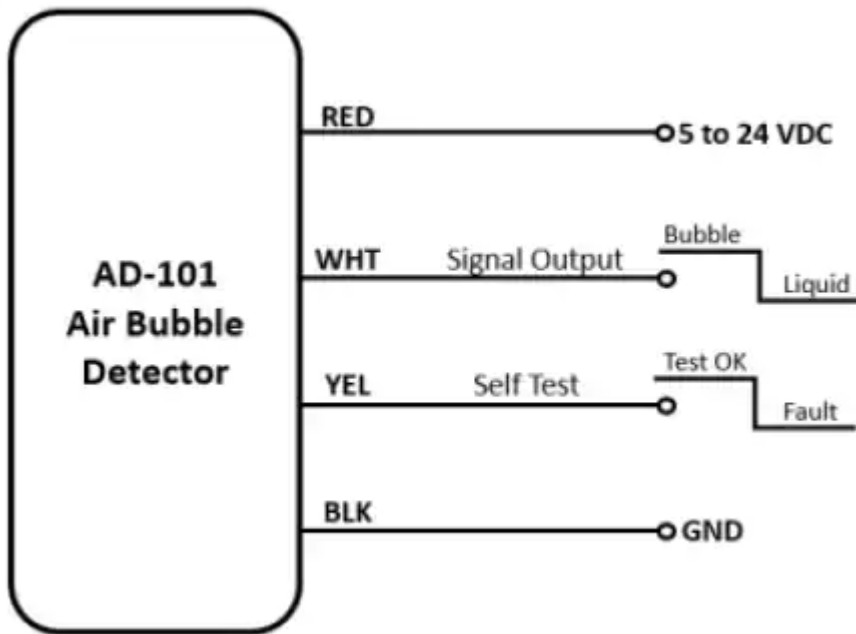 AD-101
Air Bubble
Detector
RED
5 to 24 VDC
WHT
Signal Output
Bubble
Liquid
YEL
Self Test
Test OK
Fault
BLK
GND